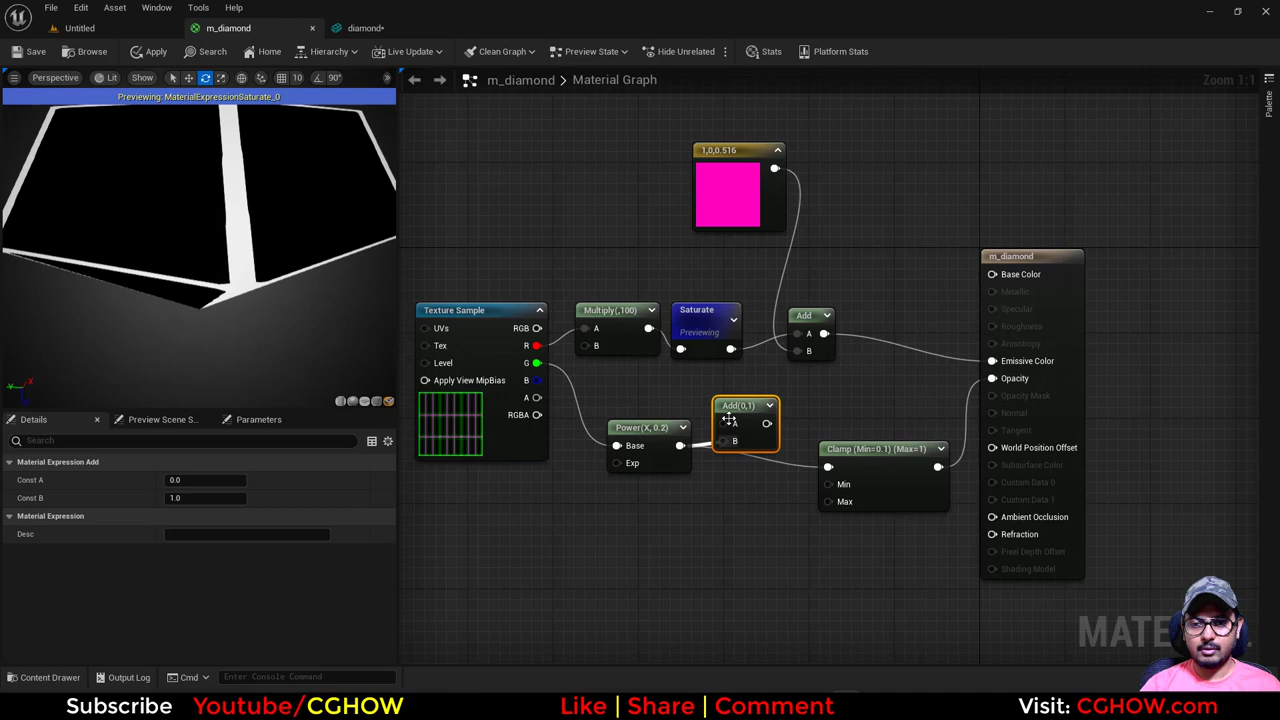 File Edit Asset Window Tools Help
Untitled
m_diamond
diamond*
Save Browse Apply Search Home Hierarchy Live Update Clean Graph Preview State Hide Unrelated Stats Platform Stats
Perspective Lit Show 10 90°
Previewing: MaterialExpressionSaturate_0
m_diamond > Material Graph
Zoom 1:1
Palette
1,0,0.516
Texture Sample
UVs RGB
Tex R
Level G
Apply View MipBias B
A
RGBA
Multiply(,100)
A
B
Saturate
Previewing
Add
A
B
Power(X, 0.2)
Base
Exp
Add(0,1)
A
B
Clamp (Min=0.1) (Max=1)
Min
Max
m_diamond
Base Color
Metallic
Specular
Roughness
Anisotropy
Emissive Color
Opacity
Opacity Mask
Normal
Tangent
World Position Offset
Subsurface Color
Custom Data 0
Custom Data 1
Ambient Occlusion
Refraction
Pixel Depth Offset
Shading Model
Details Preview Scene S... Parameters
Search
Material Expression Add
Const A 0.0
Const B 1.0
Material Expression
Desc
Content Drawer Output Log Cmd Enter Console Command
Subscribe Youtube/CGHOW Like | Share | Comment Visit: CGHOW.com